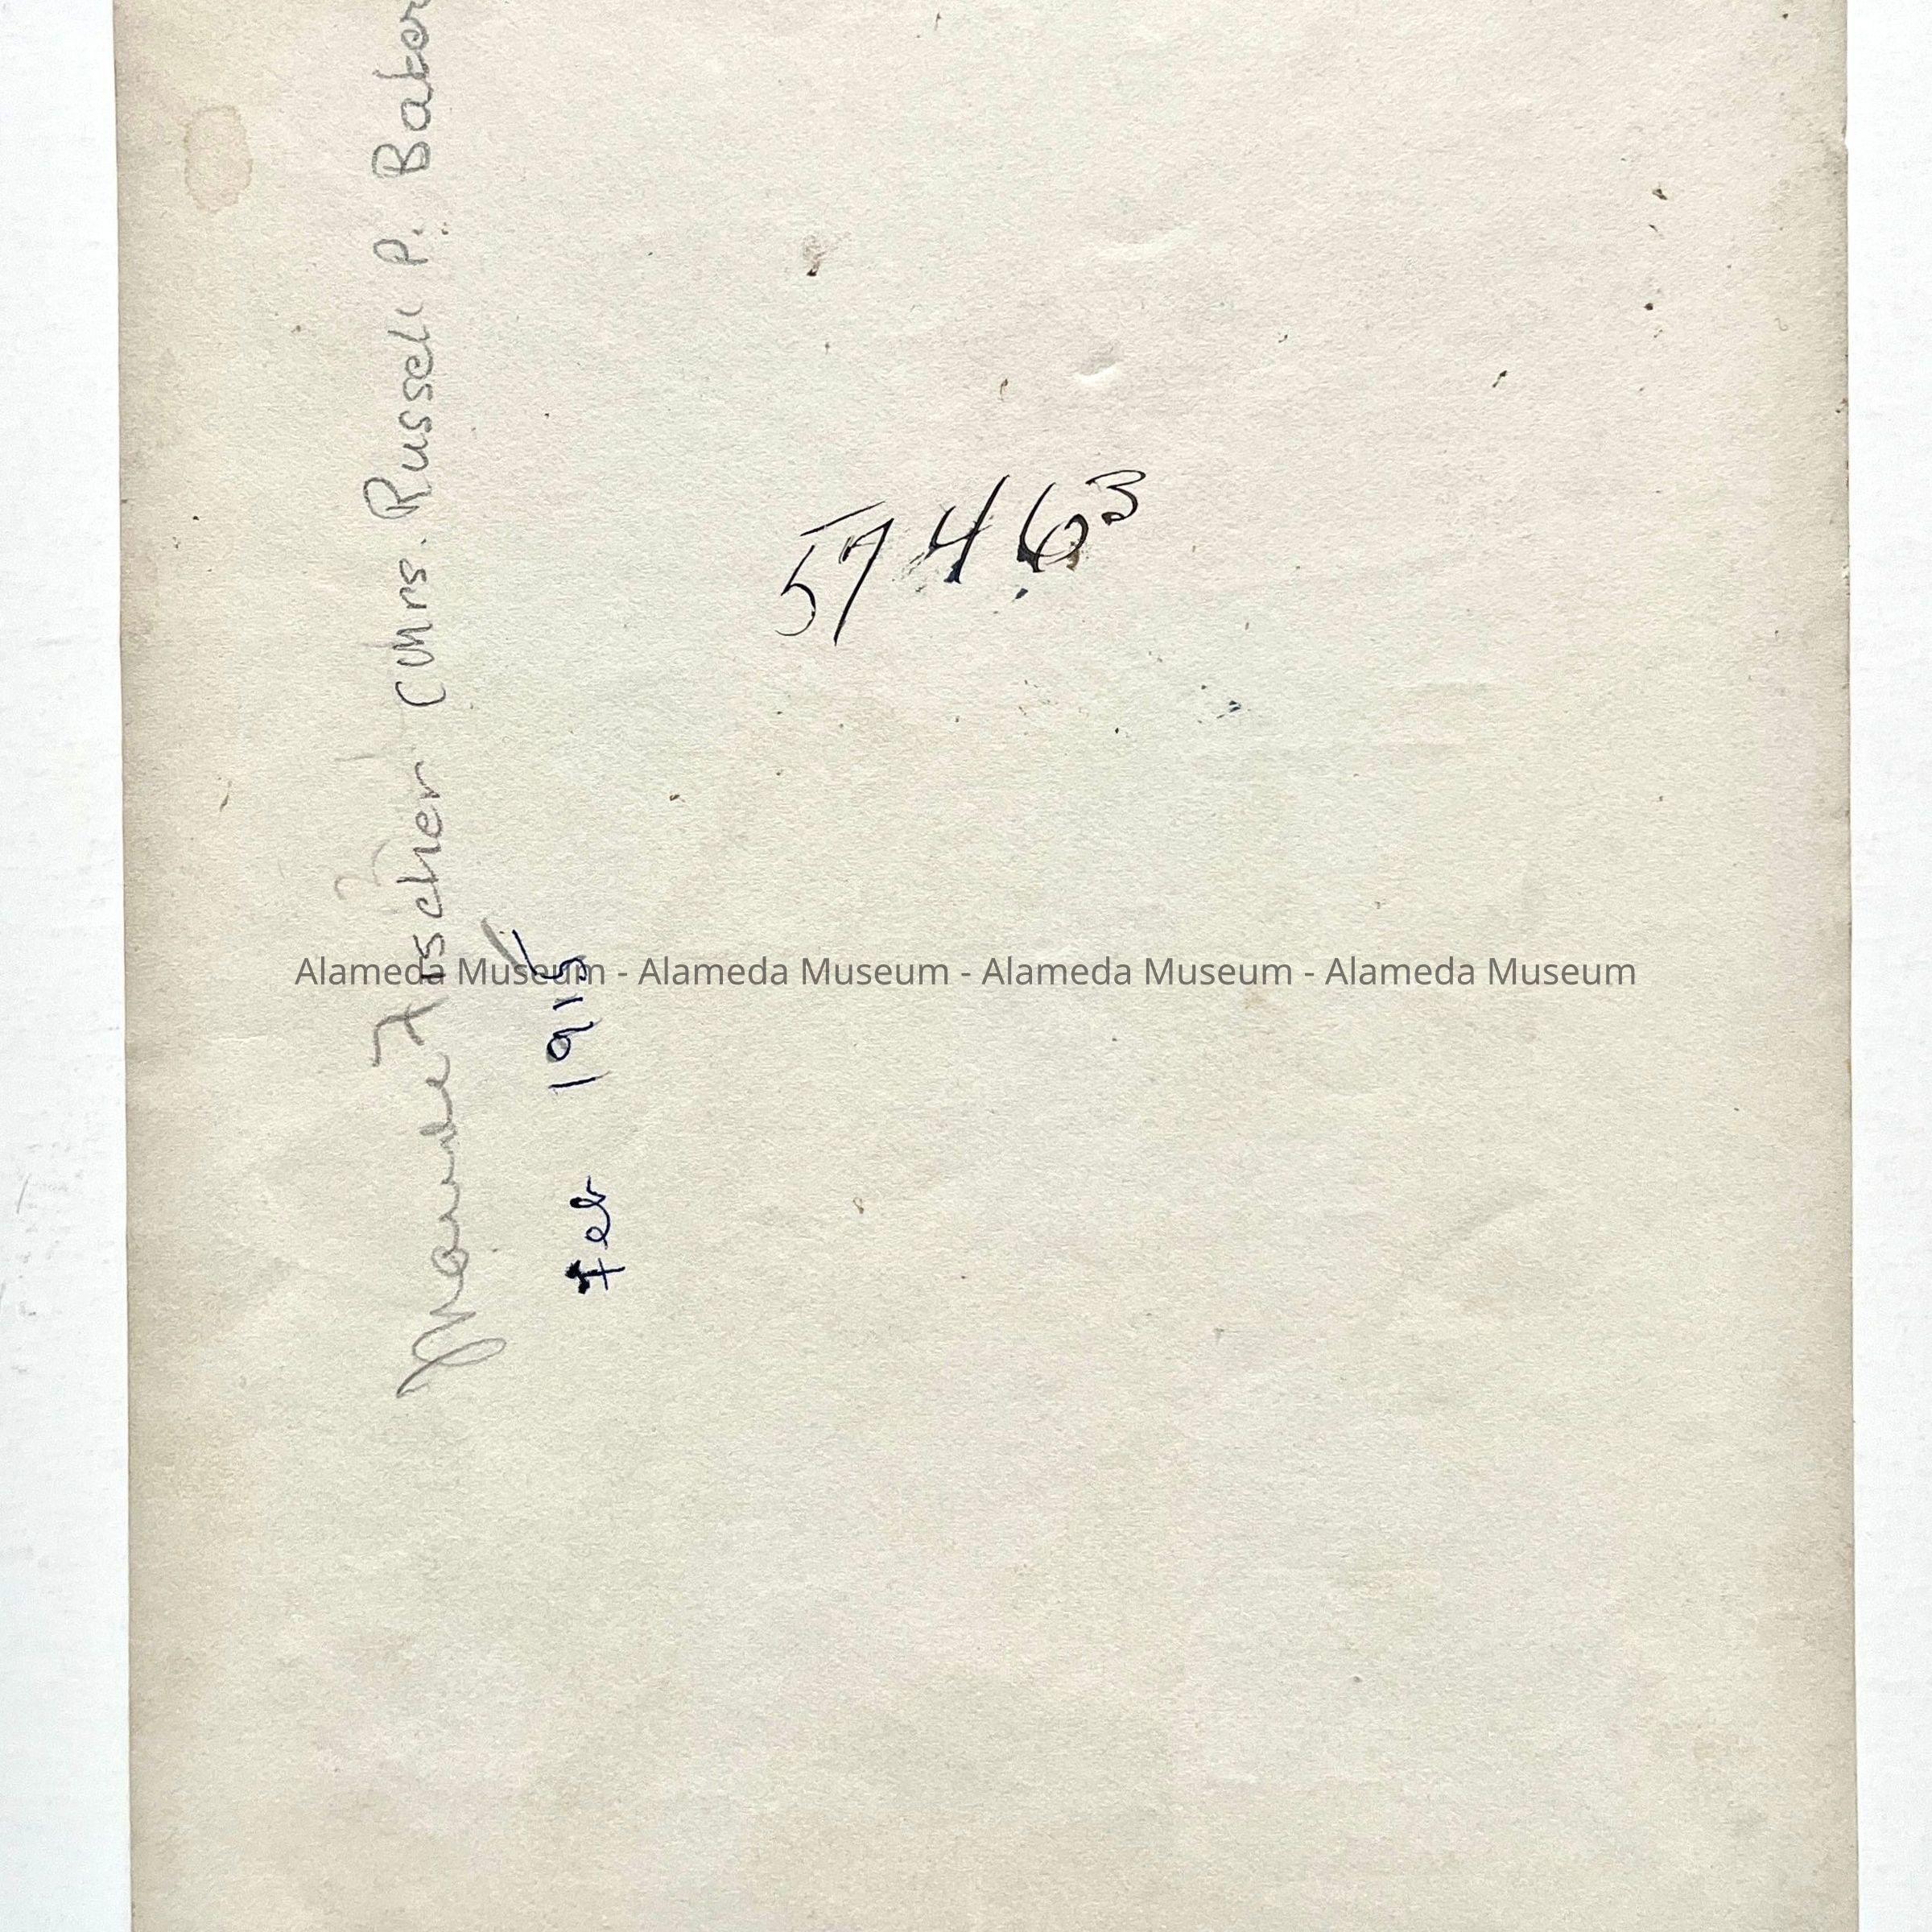 Maude Fischer (Mrs. Russell P. Baker
Feb 1915
57463
Alameda Museum - Alameda Museum - Alameda Museum - Alameda Museum